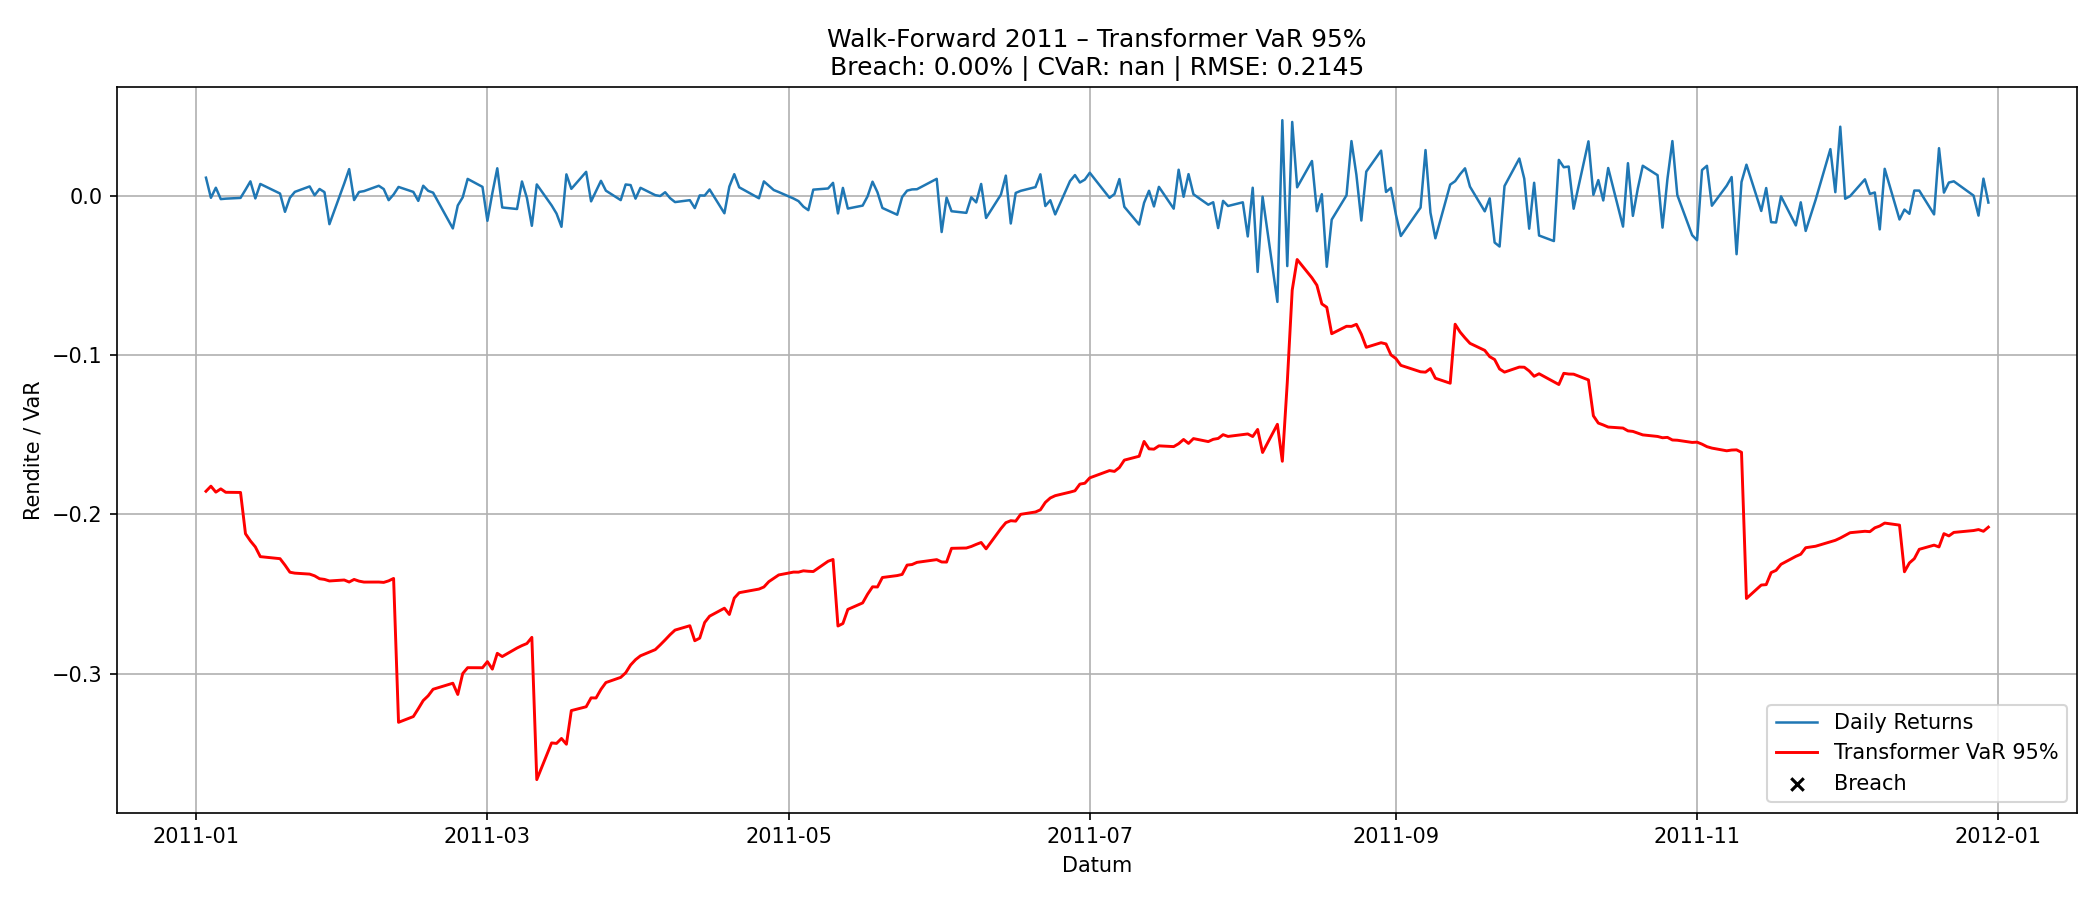 Walk-Forward 2011 – Transformer VaR 95%
Breach: 0.00% | CVaR: nan | RMSE: 0.2145
Rendite / VaR
0.0
−0.1
−0.2
−0.3
Daily Returns
Transformer VaR 95%
Breach
2011-01
2011-03
2011-05
2011-07
2011-09
2011-11
2012-01
Datum